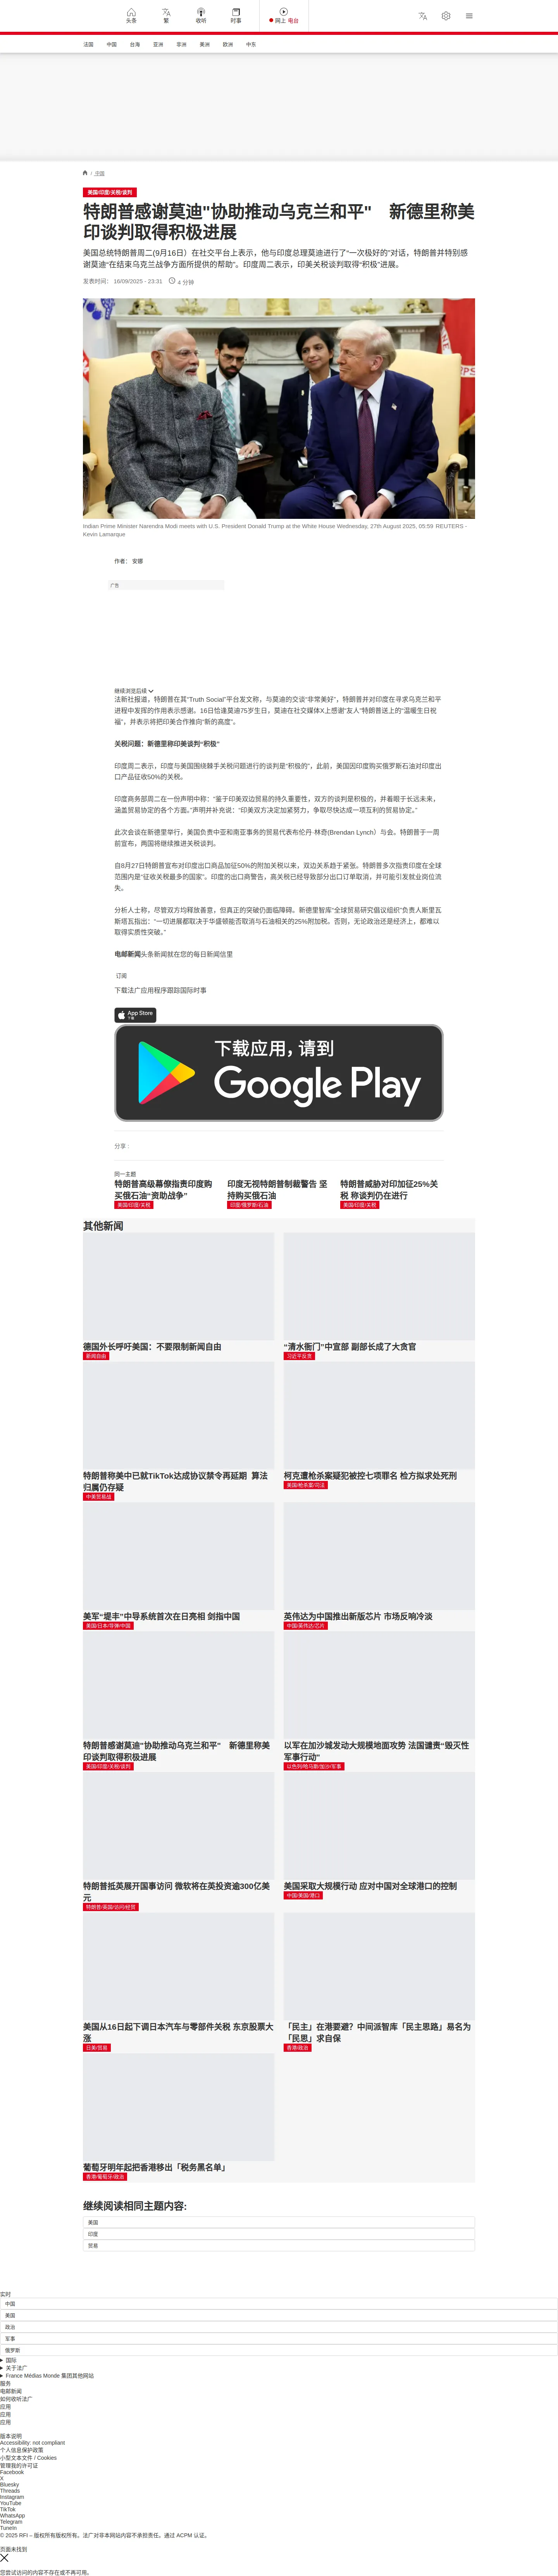 头条
繁
收听
时事
网上 电台
法国
中国
台海
亚洲
非洲
美洲
欧洲
中东
/ 中国
美国/印度/关税/谈判
特朗普感谢莫迪"协助推动乌克兰和平"　新德里称美
印谈判取得积极进展
美国总统特朗普周二(9月16日）在社交平台上表示，他与印度总理莫迪进行了“一次极好的”对话，特朗普并特别感
谢莫迪“在结束乌克兰战争方面所提供的帮助”。印度周二表示，印美关税谈判取得“积极”进展。
发表时间： 16/09/2025 - 23:31
4 分钟
Indian Prime Minister Narendra Modi meets with U.S. President Donald Trump at the White House Wednesday, 27th August 2025, 05:59 REUTERS -
Kevin Lamarque
作者： 安娜
广告
继续浏览后续
法新社报道，特朗普在其“Truth Social”平台发文称，与莫迪的交谈“非常美好”，特朗普并对印度在寻求乌克兰和平
进程中发挥的作用表示感谢。16日恰逢莫迪75岁生日，莫迪在社交媒体X上感谢“友人”特朗普送上的“温暖生日祝
福”，并表示将把印美合作推向“新的高度”。
关税问题：新德里称印美谈判“积极”
印度周二表示，印度与美国围绕棘手关税问题进行的谈判是“积极的”，此前，美国因印度购买俄罗斯石油对印度出
口产品征收50%的关税。
印度商务部周二在一份声明中称：“鉴于印美双边贸易的持久重要性，双方的谈判是积极的，并着眼于长远未来，
涵盖贸易协定的各个方面。”声明并补充说：“印美双方决定加紧努力，争取尽快达成一项互利的贸易协定。”
此次会谈在新德里举行，美国负责中亚和南亚事务的贸易代表布伦丹·林奇(Brendan Lynch）与会。特朗普于一周
前宣布，两国将继续推进关税谈判。
自8月27日特朗普宣布对印度出口商品加征50%的附加关税以来，双边关系趋于紧张。特朗普多次指责印度在全球
范围内是“征收关税最多的国家”。印度的出口商警告，高关税已经导致部分出口订单取消，并可能引发就业岗位流
失。
分析人士称，尽管双方均释放善意，但真正的突破仍面临障碍。新德里智库“全球贸易研究倡议组织”负责人斯里瓦
斯塔瓦指出：“一切进展都取决于华盛顿能否取消与石油相关的25%附加税。否则，无论政治还是经济上，都难以
取得实质性突破。”
电邮新闻头条新闻就在您的每日新闻信里
订阅
下载法广应用程序跟踪国际时事
App Store
下载
下载应用，请到
Google Play
分享 :
同一主题
特朗普高级幕僚指责印度购
买俄石油“资助战争”
美国/印度/关税
印度无视特朗普制裁警告 坚
持购买俄石油
印度/俄罗斯/石油
特朗普威胁对印加征25%关
税 称谈判仍在进行
美国/印度/关税
其他新闻
德国外长呼吁美国：不要限制新闻自由
新闻自由
“清水衙门”中宣部 副部长成了大贪官
习近平反贪
特朗普称美中已就TikTok达成协议禁令再延期 算法
归属仍存疑
中美贸易战
柯克遭枪杀案疑犯被控七项罪名 检方拟求处死刑
美国/枪杀案/司法
美军“堤丰”中导系统首次在日亮相 剑指中国
美国/日本/导弹/中国
英伟达为中国推出新版芯片 市场反响冷淡
中国/英伟达/芯片
特朗普感谢莫迪"协助推动乌克兰和平"　新德里称美
印谈判取得积极进展
美国/印度/关税/谈判
以军在加沙城发动大规模地面攻势 法国谴责“毁灭性
军事行动”
以色列/哈马斯/加沙/军事
特朗普抵英展开国事访问 微软将在英投资逾300亿美
元
特朗普/英国/访问/经贸
美国采取大规模行动 应对中国对全球港口的控制
中国/美国/港口
美国从16日起下调日本汽车与零部件关税 东京股票大
涨
日美/贸易
「民主」在港要避？中间派智库「民主思路」易名为
「民思」求自保
香港/政治
葡萄牙明年起把香港移出「税务黑名单」
香港/葡萄牙/政治
继续阅读相同主题内容:
美国
印度
贸易
实时
中国
美国
政治
军事
俄罗斯
国际
关于法广
France Médias Monde 集团其他网站
服务
电邮新闻
如何收听法广
应用
应用
应用
版本说明
Accessibility: not compliant
个人信息保护政策
小型文本文件 / Cookies
管理我的许可证
Facebook
X
Bluesky
Threads
Instagram
YouTube
TikTok
WhatsApp
Telegram
TuneIn
© 2025 RFI – 版权所有版权所有。法广对非本网站内容不承担责任。通过 ACPM 认证。
页面未找到
您尝试访问的内容不存在或不再可用。